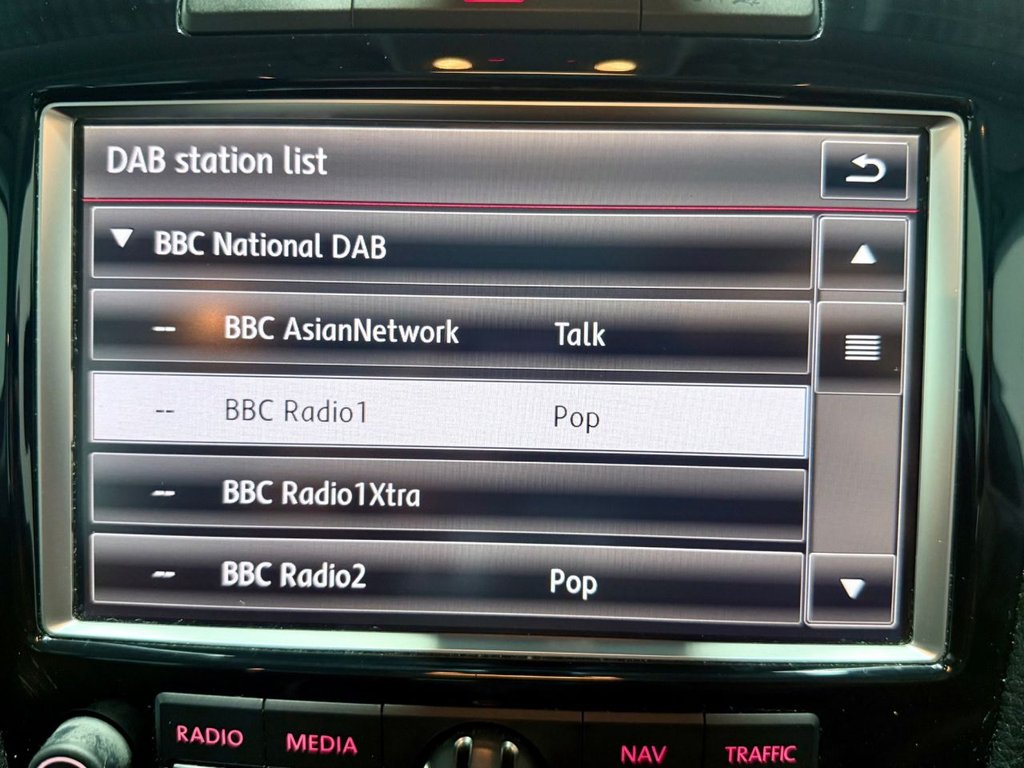 DAB station list
BBC National DAB
-- BBC AsianNetwork Talk
-- BBC Radio1 Pop
-- BBC Radio1Xtra
-- BBC Radio2 Pop
RADIO MEDIA NAV TRAFFIC